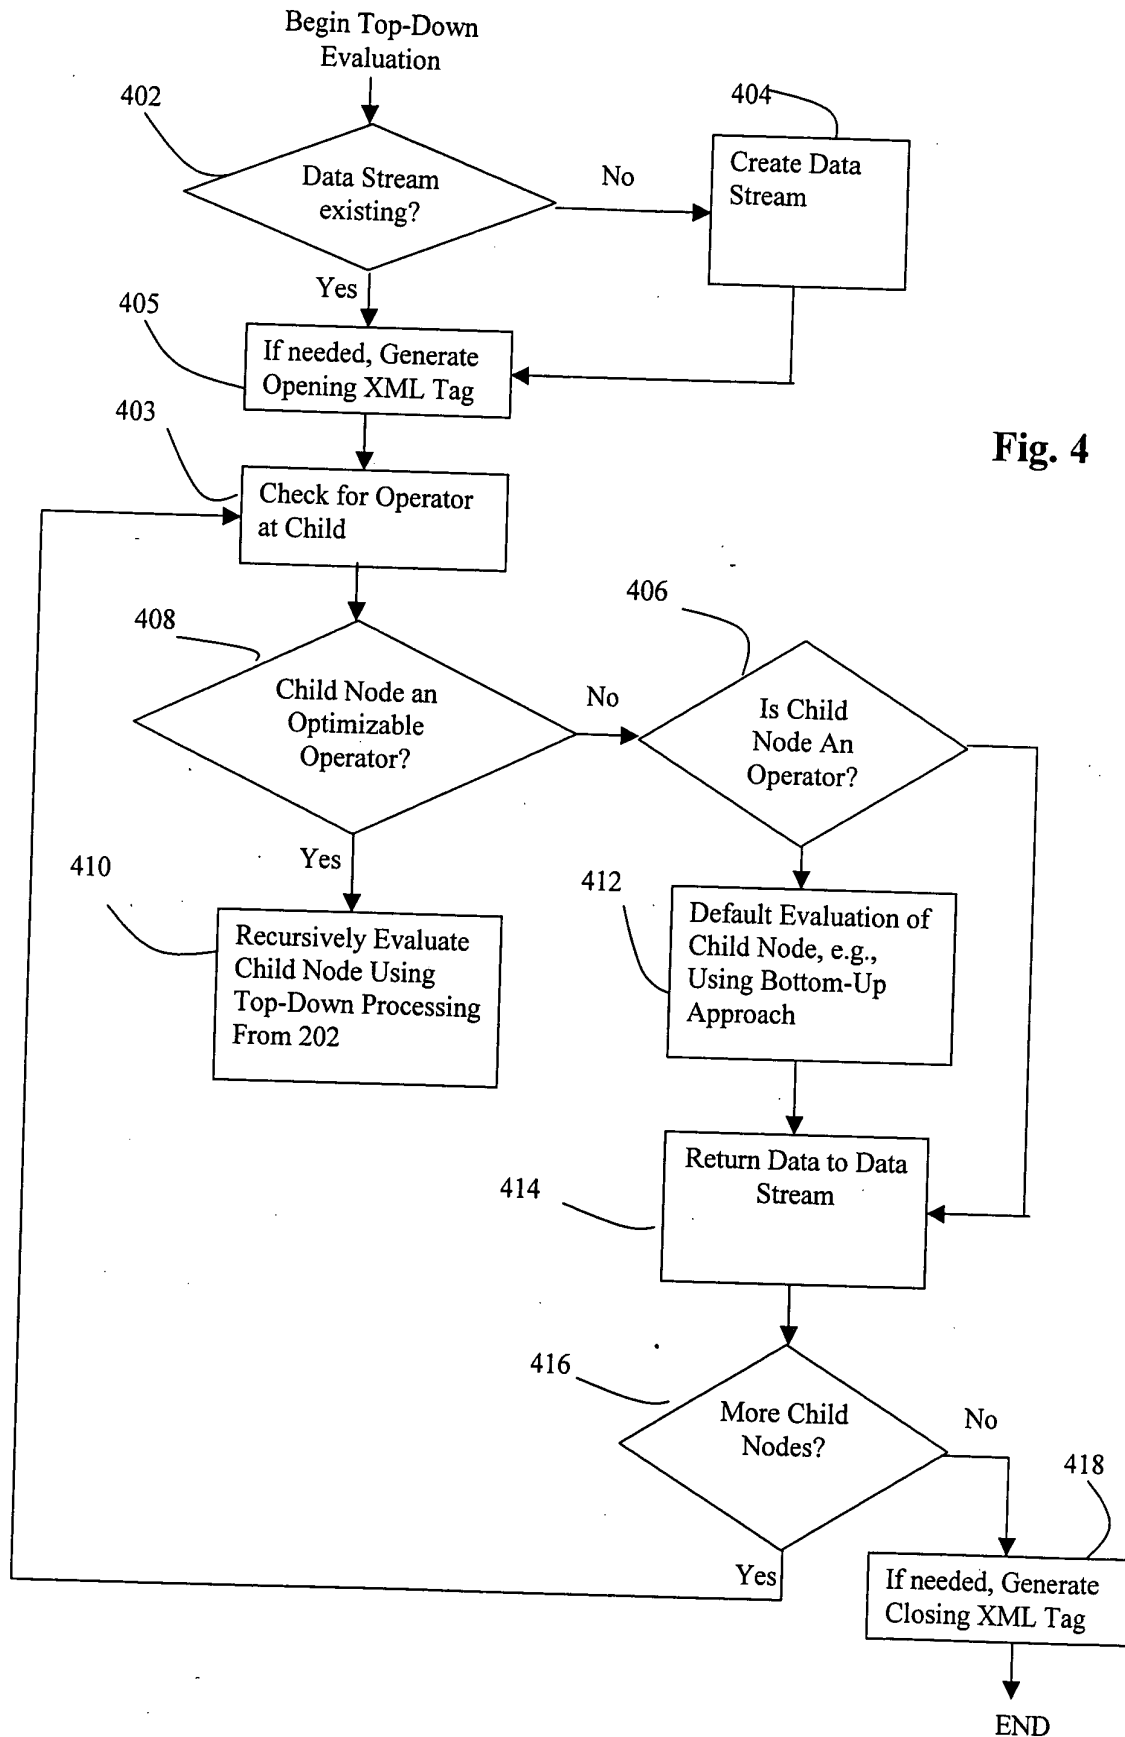 Begin Top-Down
Evaluation
402
404
Data Stream
existing?
No
Create Data
Stream
Yes
405
If needed, Generate
Opening XML Tag
403
Fig. 4
Check for Operator
at Child
406
408
Child Node an
Optimizable
Operator?
No
Is Child
Node An
Operator?
Yes
410
412
Recursively Evaluate
Child Node Using
Top-Down Processing
From 202
Default Evaluation of
Child Node, e.g.,
Using Bottom-Up
Approach
Return Data to Data
Stream
414
416
More Child
Nodes?
No
418
Yes
If needed, Generate
Closing XML Tag
END